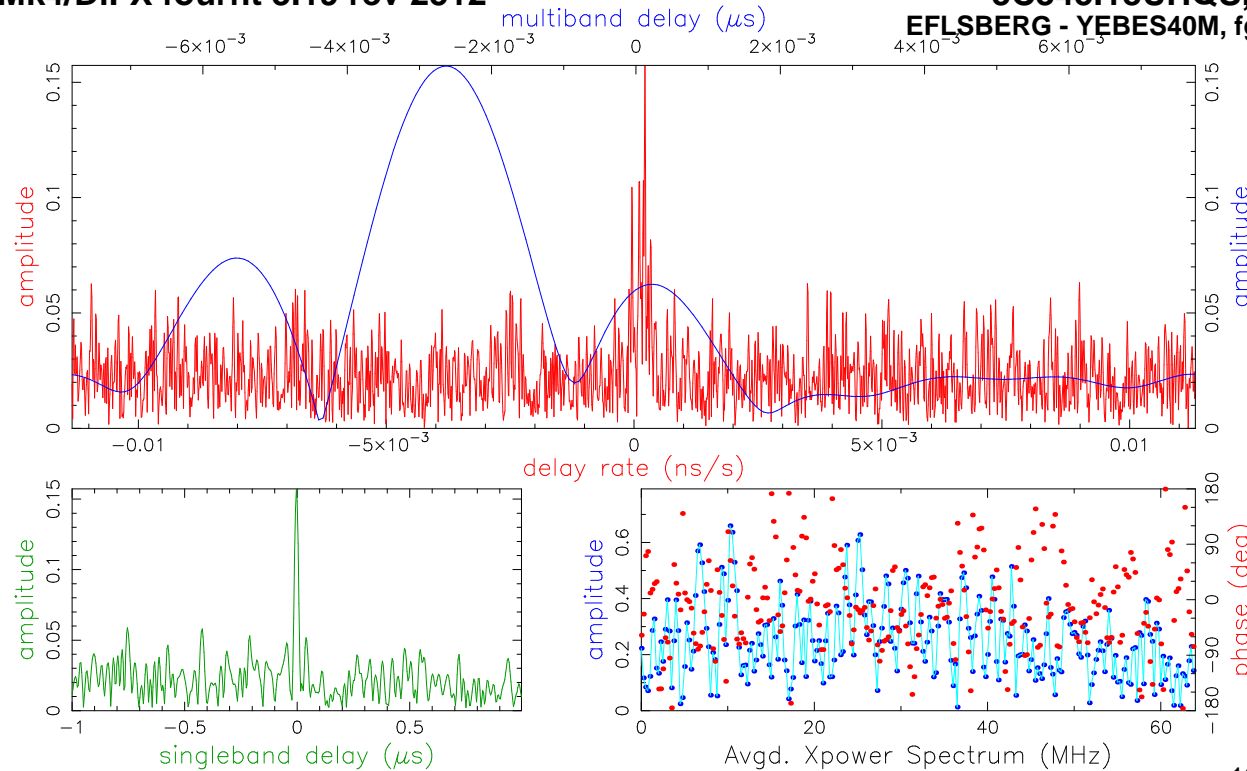 multiband delay (μs)
EFLSBERG - YEBES40M, fg
−6×10⁻³ −4×10⁻³ −2×10⁻³ 0 2×10⁻³ 4×10⁻³ 6×10⁻³
0.15 0.15
0.1 0.1
0.05 0.05
0 0
amplitude amplitude
−0.01 −5×10⁻³ 0 5×10⁻³ 0.01
delay rate (ns/s)
0.15
0.1
0.05
0
amplitude
−1 −0.5 0 0.5
singleband delay (μs)
0.6
0.4
0.2
0
amplitude
180
90
0
−90
−180
phase (deg)
0 20 40 60
Avgd. Xpower Spectrum (MHz)